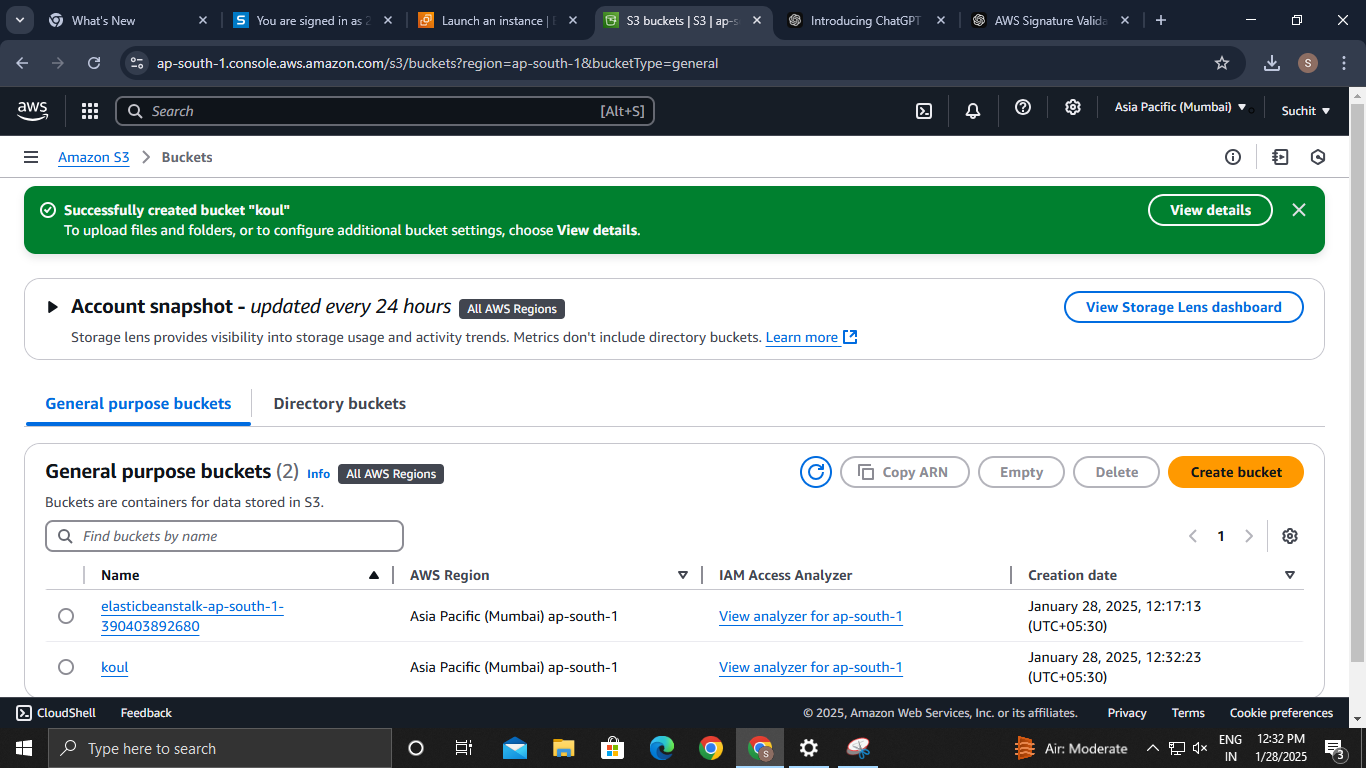 What's New
You are signed in as 2
Launch an instance | E
S3 buckets | S3 | ap-s
Introducing ChatGPT
AWS Signature Valida
ap-south-1.console.aws.amazon.com/s3/buckets?region=ap-south-1&bucketType=general
S
aws
Search
[Alt+S]
Asia Pacific (Mumbai)
Suchit
Amazon S3
Buckets
Successfully created bucket "koul"
To upload files and folders, or to configure additional bucket settings, choose View details.
View details
Account snapshot - updated every 24 hours
All AWS Regions
View Storage Lens dashboard
Storage lens provides visibility into storage usage and activity trends. Metrics don't include directory buckets. Learn more
General purpose buckets
Directory buckets
General purpose buckets (2)
Info
All AWS Regions
Copy ARN
Empty
Delete
Create bucket
Buckets are containers for data stored in S3.
Find buckets by name
1
Name
AWS Region
IAM Access Analyzer
Creation date
elasticbeanstalk-ap-south-1-
390403892680
Asia Pacific (Mumbai) ap-south-1
View analyzer for ap-south-1
January 28, 2025, 12:17:13
(UTC+05:30)
koul
Asia Pacific (Mumbai) ap-south-1
View analyzer for ap-south-1
January 28, 2025, 12:32:23
(UTC+05:30)
CloudShell
Feedback
© 2025, Amazon Web Services, Inc. or its affiliates.
Privacy
Terms
Cookie preferences
Type here to search
Air: Moderate
ENG
IN
12:32 PM
1/28/2025
3